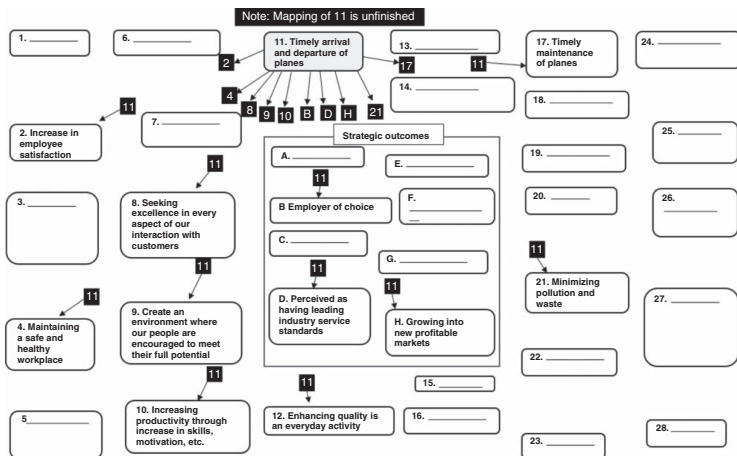 Note: Mapping of 11 is unfinished
1. ________
6. ________
11. Timely arrival
and departure of
planes
13. ________
17. Timely
maintenance
of planes
24. ________
2
17
11
4
8
9
10
B
D
H
21
14. ________
18. ________
11
2. Increase in
employee
satisfaction
7. ________
Strategic outcomes
A. ________
E. ________
25. ________
19. ________
11
11
3. ________
8. Seeking
excellence in every
aspect of our
interaction with
customers
B Employer of choice
F. ________
__
20. ________
26. ________
C. ________
G. ________
11
11
11
11
21. Minimizing
pollution and
waste
11
4. Maintaining
a safe and
healthy
workplace
9. Create an
environment where
our people are
encouraged to meet
their full potential
D. Perceived as
having leading
industry service
standards
H. Growing into
new profitable
markets
27. ________
22. ________
11
11
15. ________
5________
10. Increasing
productivity through
increase in skills,
motivation, etc.
12. Enhancing quality is
an everyday activity
16. ________
23. ________
28. ________